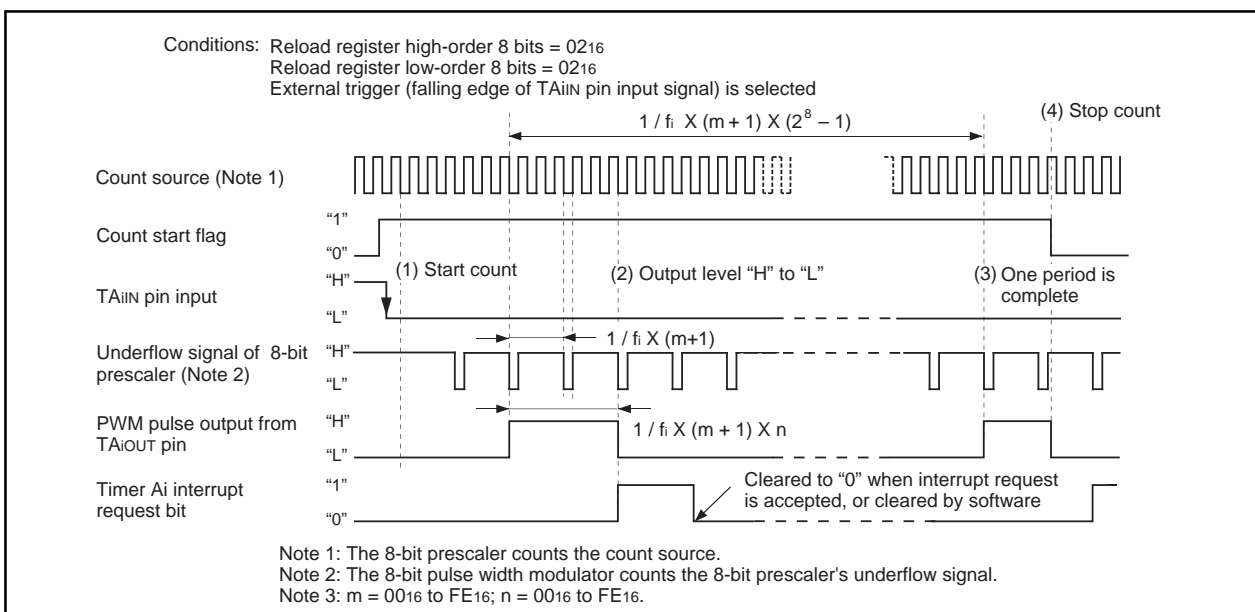 Conditions: Reload register high-order 8 bits = 0216
Reload register low-order 8 bits = 0216
External trigger (falling edge of TAiIN pin input signal) is selected
1 / fi X (m + 1) X (2^8 – 1)
(4) Stop count
Count source (Note 1)
Count start flag
“1”
“0”
(1) Start count
(2) Output level “H” to “L”
(3) One period is
complete
TAiIN pin input
“H”
“L”
1 / fi X (m+1)
Underflow signal of 8-bit
prescaler (Note 2)
“H”
“L”
PWM pulse output from
TAiOUT pin
“H”
“L”
1 / fi X (m + 1) X n
Timer Ai interrupt
request bit
“1”
“0”
Cleared to “0” when interrupt request
is accepted, or cleared by software
Note 1: The 8-bit prescaler counts the count source.
Note 2: The 8-bit pulse width modulator counts the 8-bit prescaler's underflow signal.
Note 3: m = 0016 to FE16; n = 0016 to FE16.